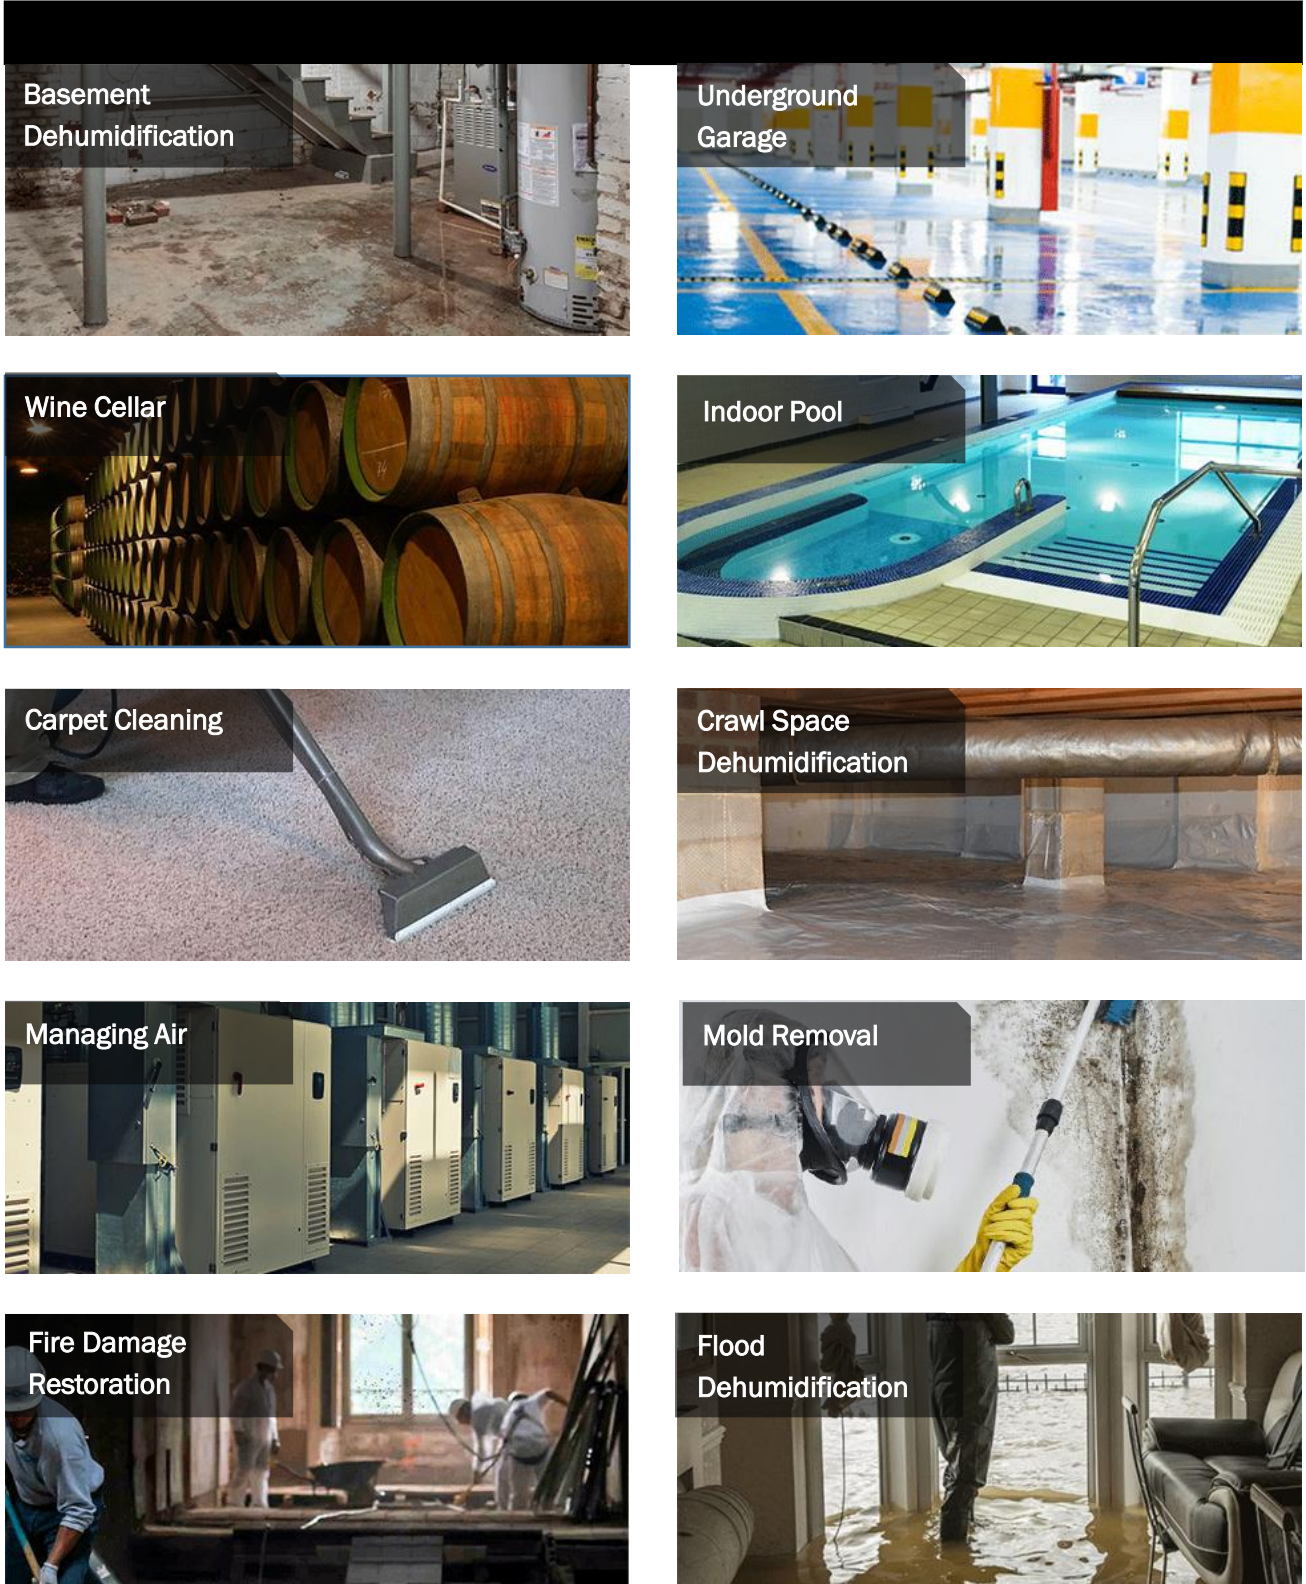 Basement
Dehumidification
Underground
Garage
Wine Cellar
Indoor Pool
Carpet Cleaning
Crawl Space
Dehumidification
Managing Air
Mold Removal
Fire Damage
Restoration
Flood
Dehumidification